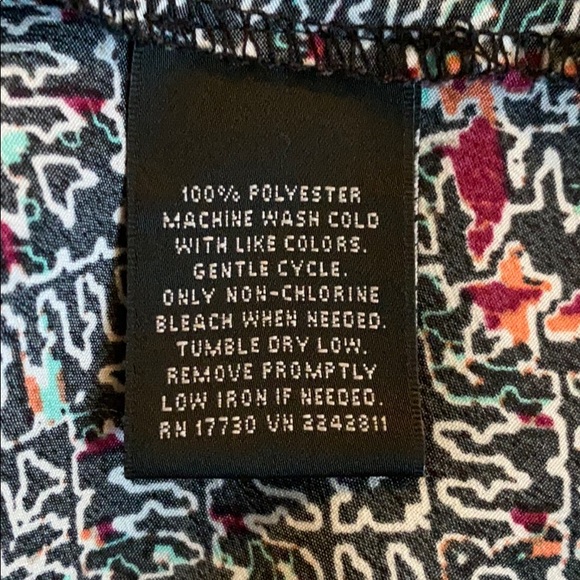 100% POLYESTER
MACHINE WASH COLD
WITH LIKE COLORS.
GENTLE CYCLE.
ONLY NON-CHLORINE
BLEACH WHEN NEEDED.
TUMBLE DRY LOW.
REMOVE PROMPTLY
LOW IRON IF NEEDED.
RN 17730 VN 2242811